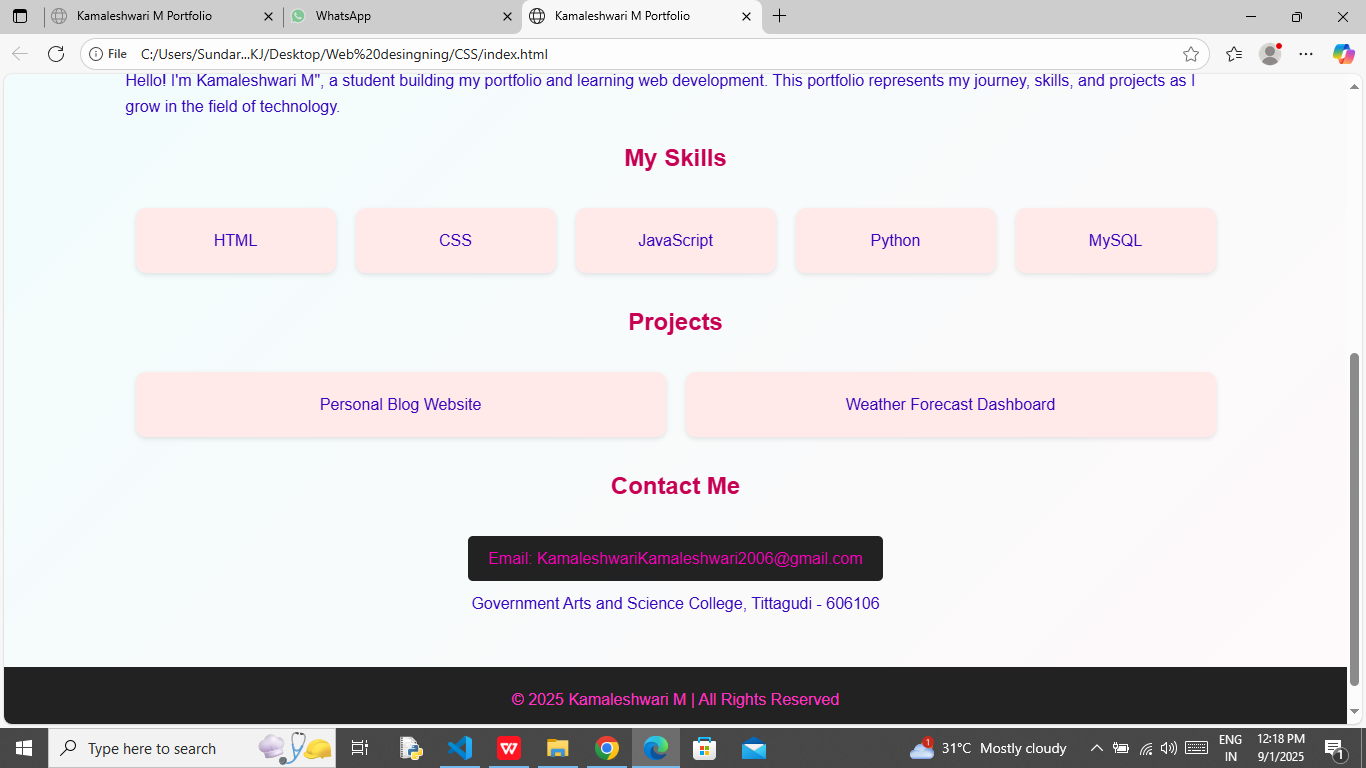 Kamaleshwari M Portfolio
WhatsApp
Kamaleshwari M Portfolio
File C:/Users/Sundar...KJ/Desktop/Web%20desingning/CSS/index.html
Hello! I'm Kamaleshwari M", a student building my portfolio and learning web development. This portfolio represents my journey, skills, and projects as I
grow in the field of technology.
My Skills
HTML
CSS
JavaScript
Python
MySQL
Projects
Personal Blog Website
Weather Forecast Dashboard
Contact Me
Email: KamaleshwariKamaleshwari2006@gmail.com
Government Arts and Science College, Tittagudi - 606106
© 2025 Kamaleshwari M | All Rights Reserved
Type here to search
1
31°C Mostly cloudy
ENG
IN
12:18 PM
9/1/2025
1